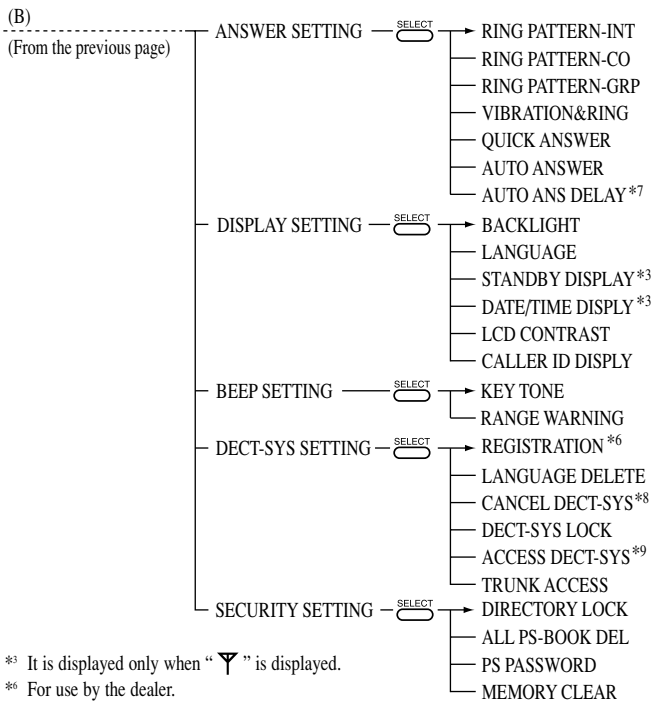 (B)
(From the previous page)
ANSWER SETTING SELECT RING PATTERN-INT
RING PATTERN-CO
RING PATTERN-GRP
VIBRATION&RING
QUICK ANSWER
AUTO ANSWER
AUTO ANS DELAY*7
DISPLAY SETTING SELECT BACKLIGHT
LANGUAGE
STANDBY DISPLAY*3
DATE/TIME DISPLY*3
LCD CONTRAST
CALLER ID DISPLY
BEEP SETTING SELECT KEY TONE
RANGE WARNING
DECT-SYS SETTING SELECT REGISTRATION*6
LANGUAGE DELETE
CANCEL DECT-SYS*8
DECT-SYS LOCK
ACCESS DECT-SYS*9
TRUNK ACCESS
SECURITY SETTING SELECT DIRECTORY LOCK
ALL PS-BOOK DEL
PS PASSWORD
MEMORY CLEAR
*3 It is displayed only when “ ” is displayed.
*6 For use by the dealer.